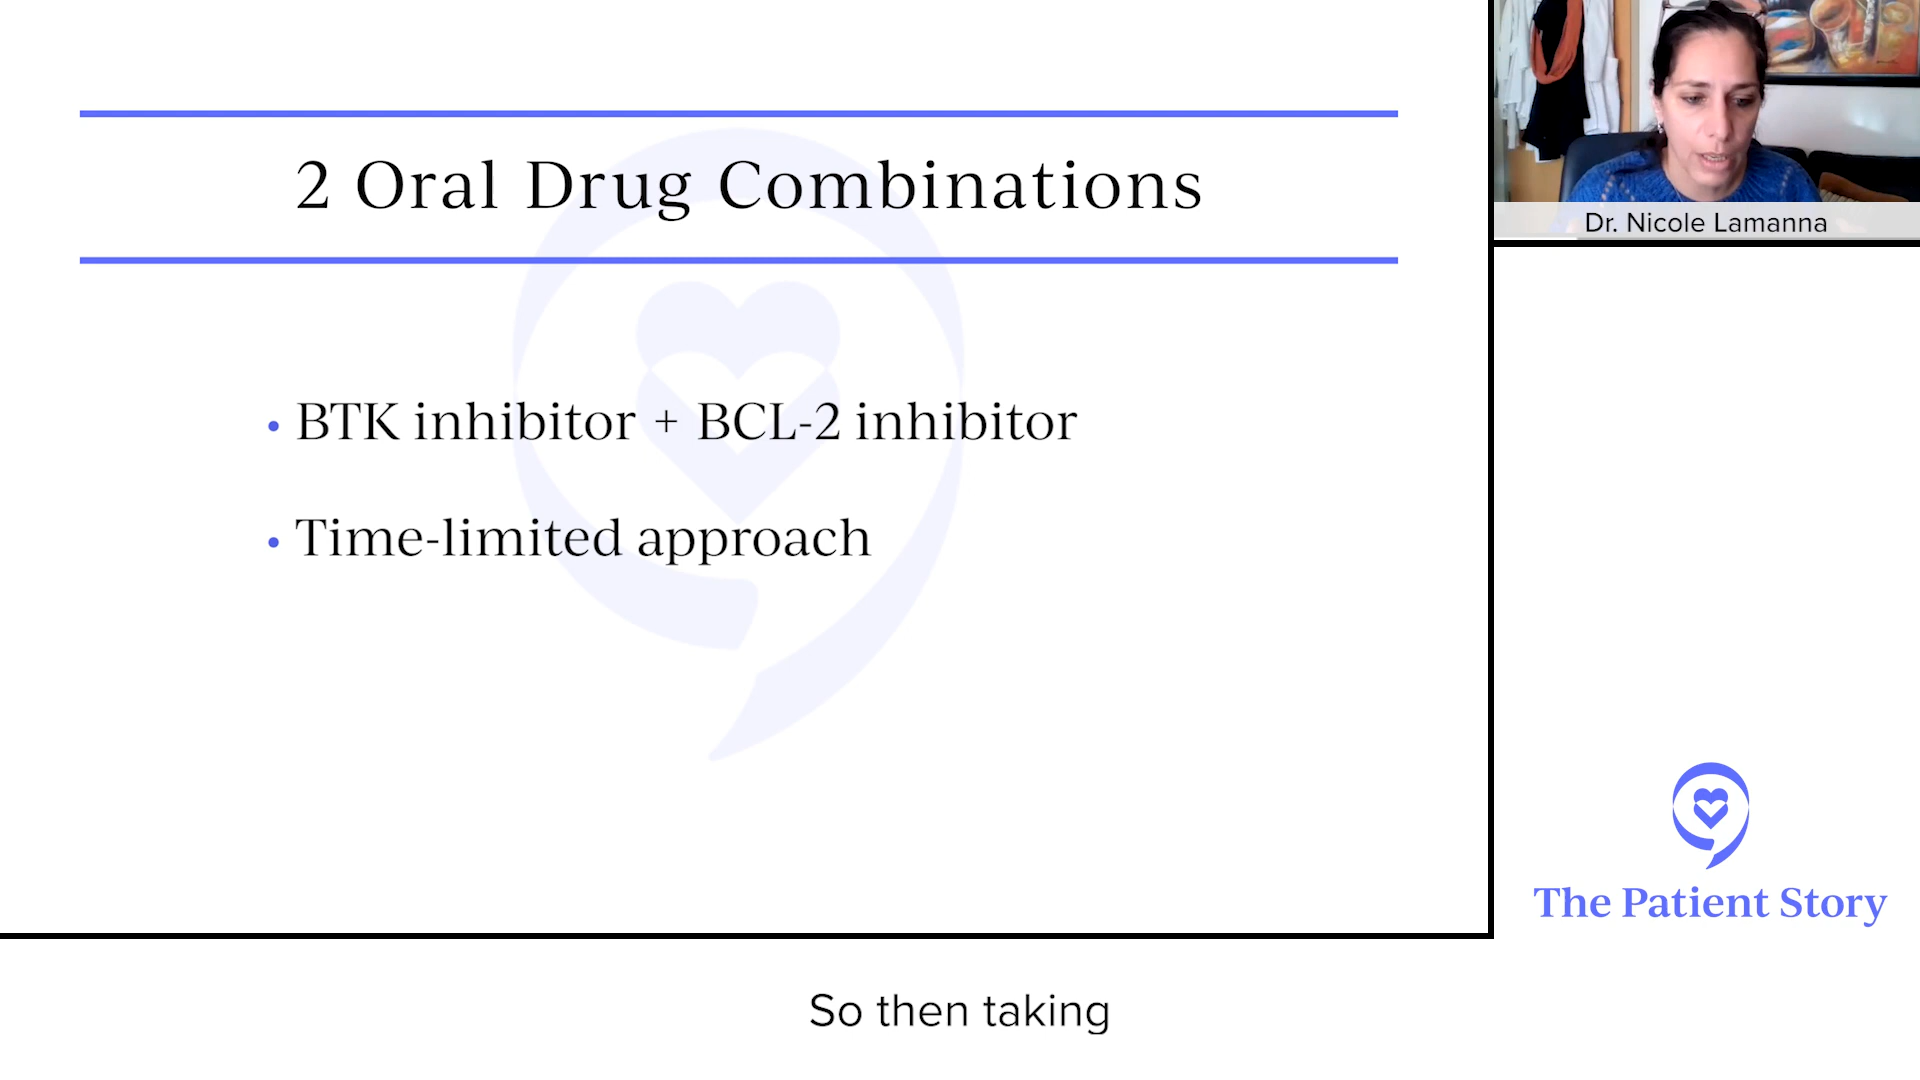 2 Oral Drug Combinations
• BTK inhibitor + BCL-2 inhibitor
• Time-limited approach
Dr. Nicole Lamanna
The Patient Story
So then taking